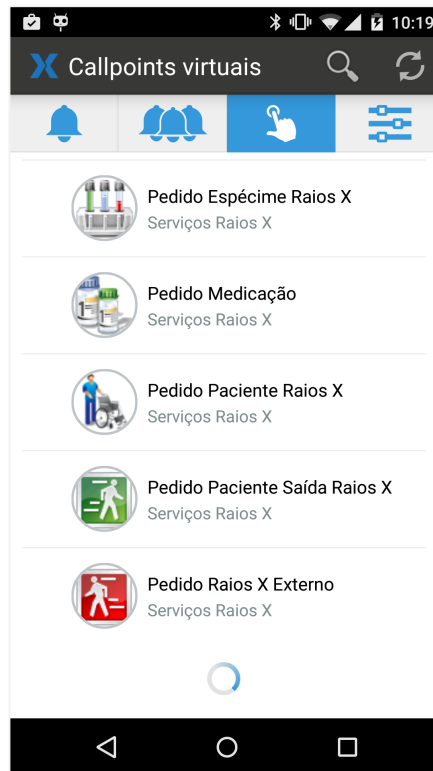 10:19
Callpoints virtuais
Pedido Espécime Raios X
Serviços Raios X
Pedido Medicação
Serviços Raios X
Pedido Paciente Raios X
Serviços Raios X
Pedido Paciente Saída Raios X
Serviços Raios X
Pedido Raios X Externo
Serviços Raios X